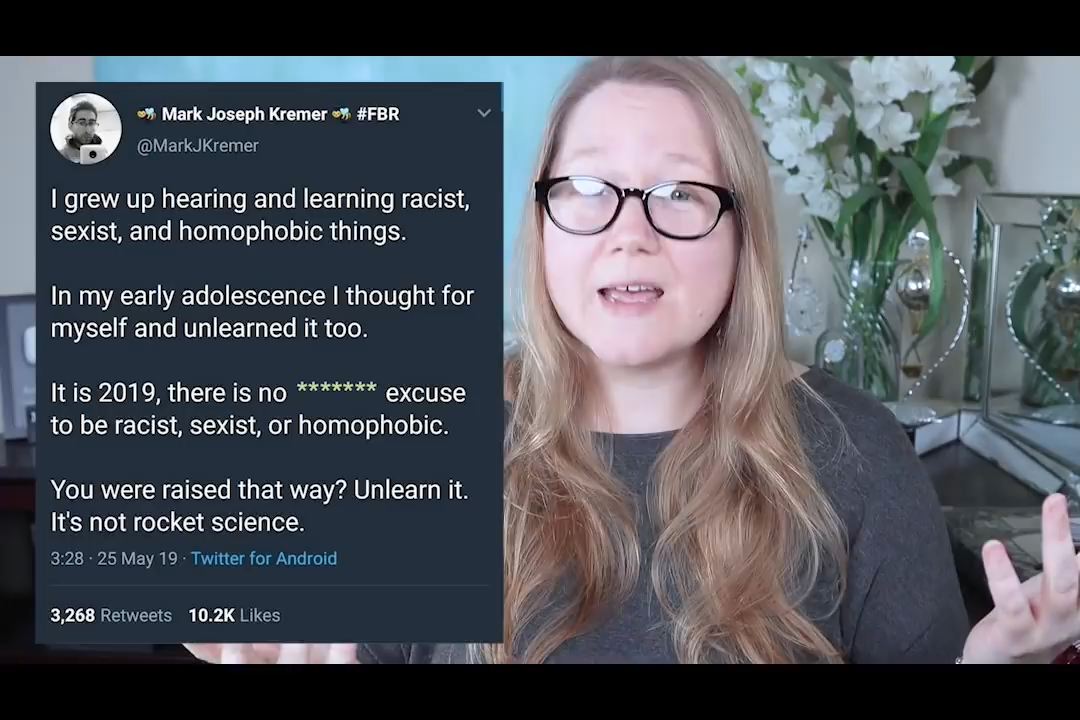 Mark Joseph Kremer #FBR
@MarkJKremer
I grew up hearing and learning racist,
sexist, and homophobic things.
In my early adolescence I thought for
myself and unlearned it too.
It is 2019, there is no ******* excuse
to be racist, sexist, or homophobic.
You were raised that way? Unlearn it.
It's not rocket science.
3:28 · 25 May 19 · Twitter for Android
3,268 Retweets 10.2K Likes